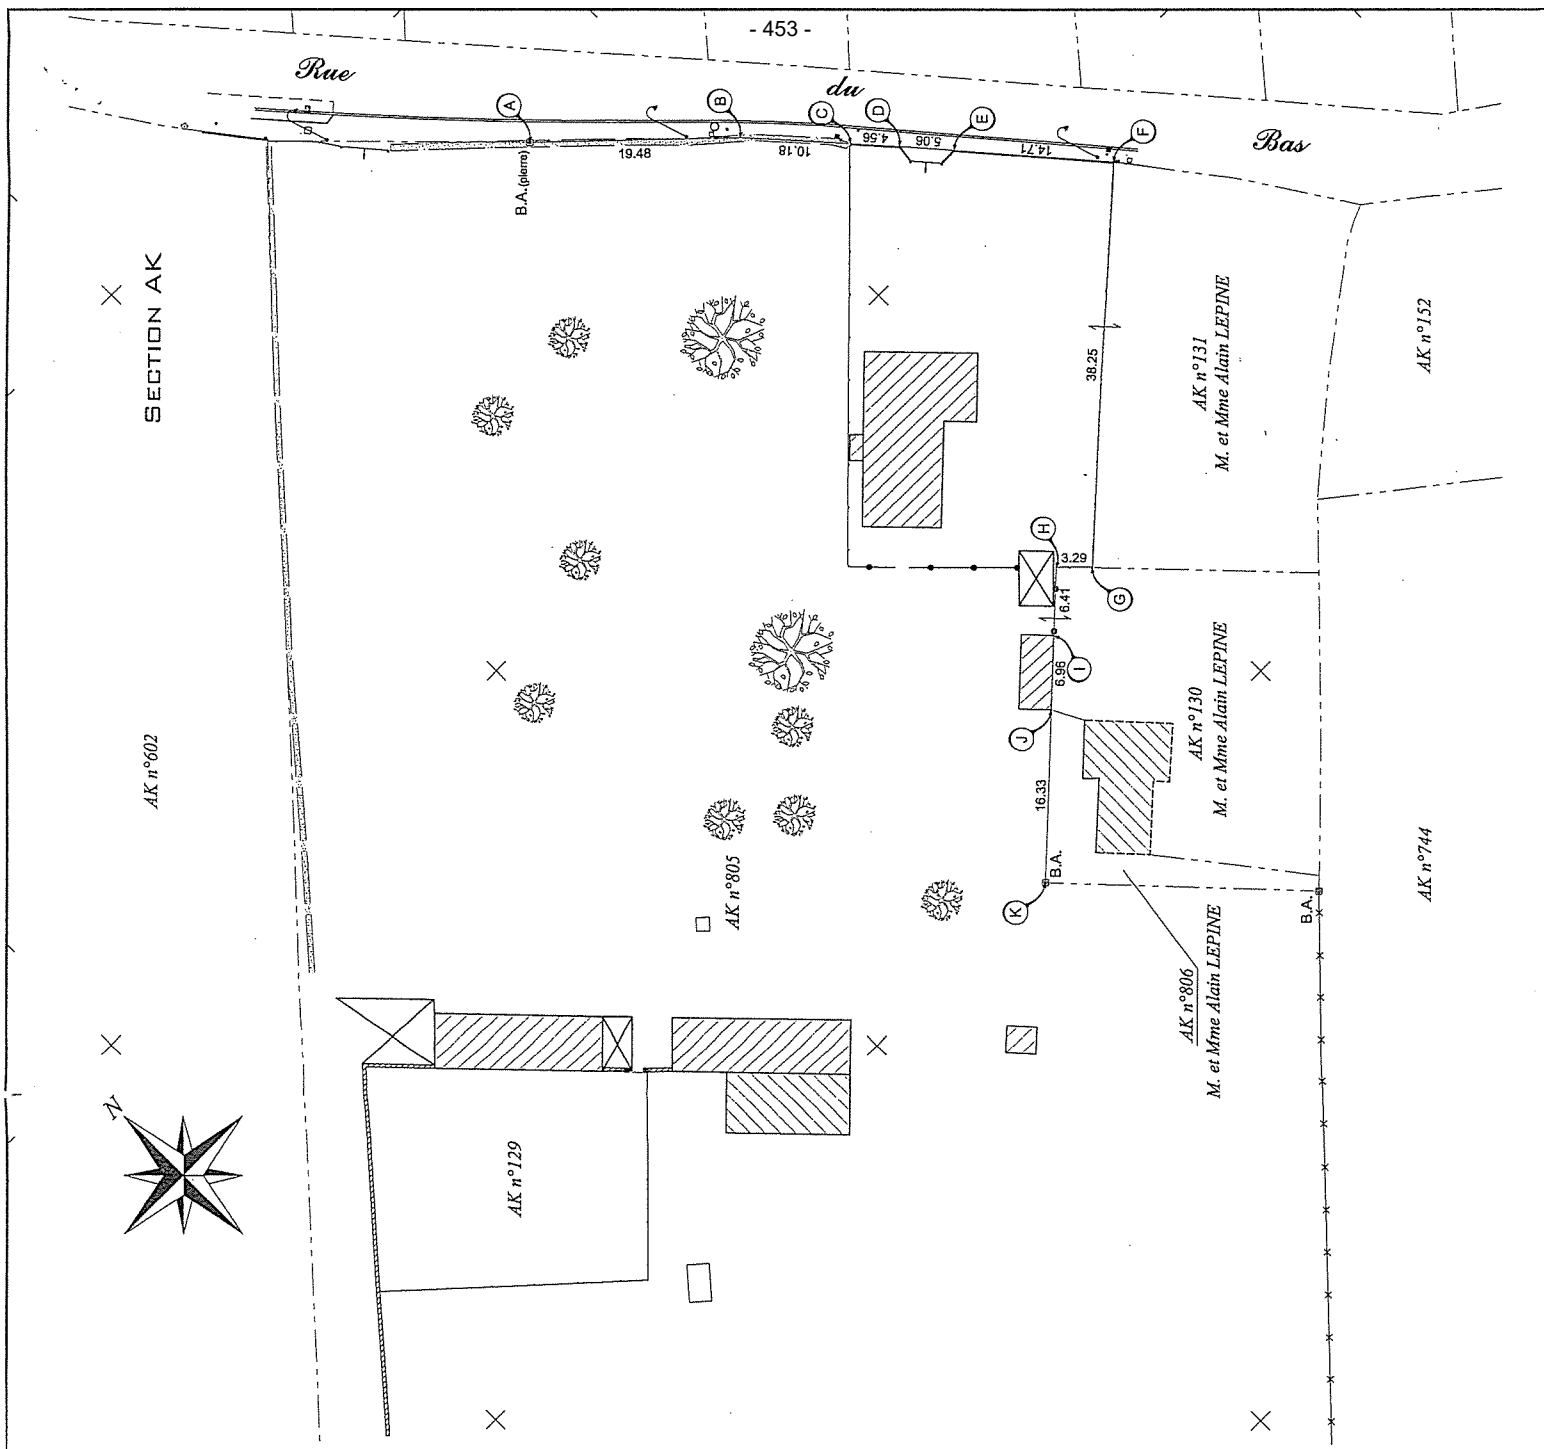 - 453 -
Rue
du
Bas
A
B
C
D
E
F
19.48
10.18
4.56
5.06
14.71
B.A.(pierre)
SECTION AK
38.25
AK n°131
M. et Mme Alain LEPINE
AK n°152
H
3.29
G
6.41
I
6.96
J
AK n°130
M. et Mme Alain LEPINE
AK n°602
16.33
B.A.
K
AK n°805
B.A.
AK n°744
AK n°806
M. et Mme Alain LEPINE
N
AK n°129